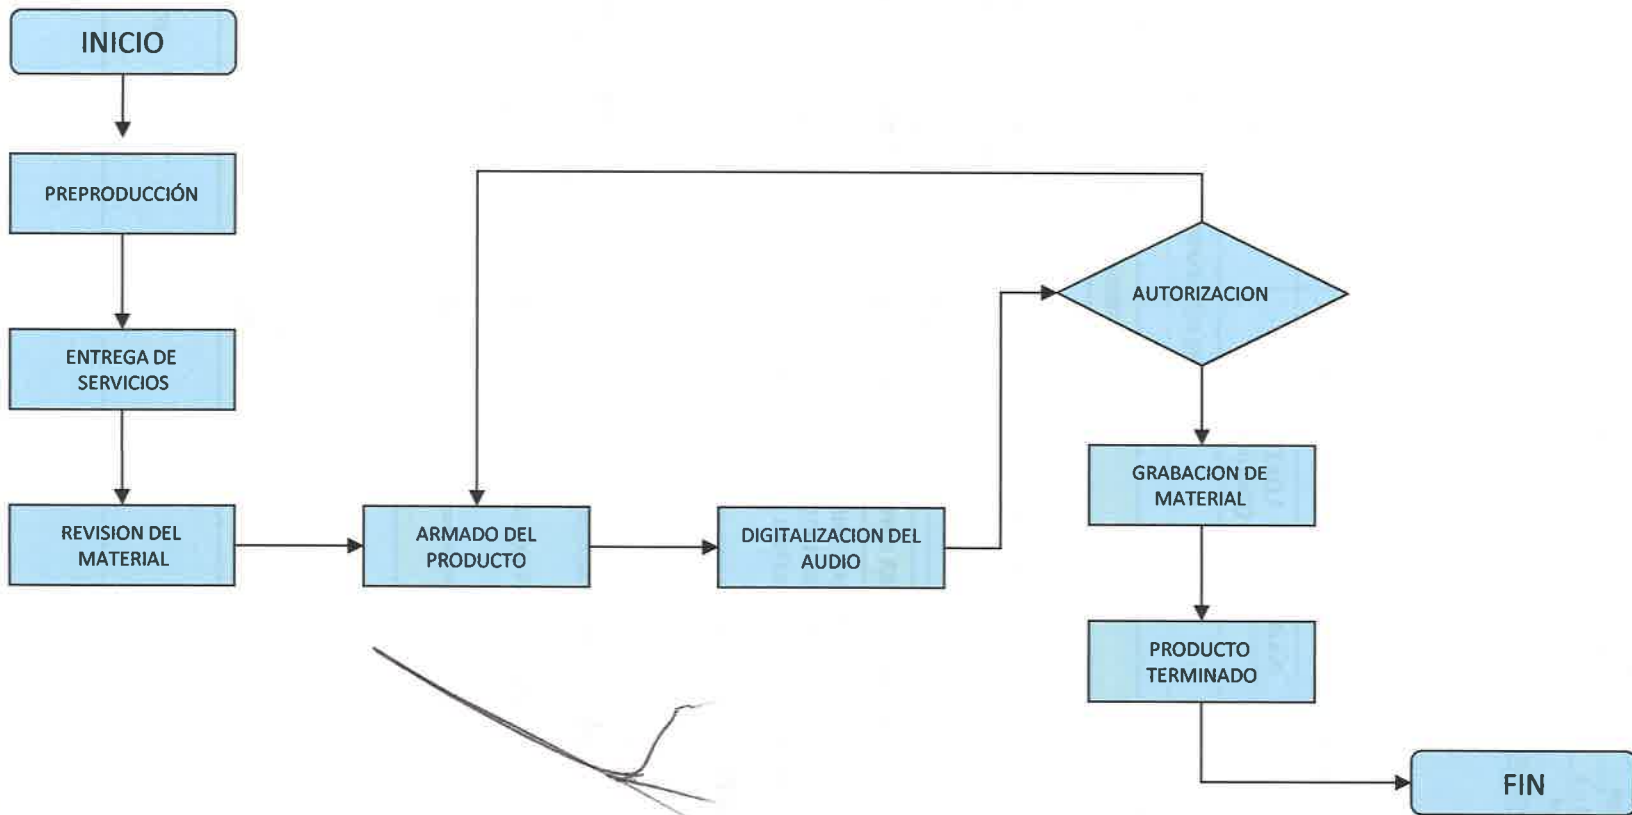 INICIO
PREPRODUCCIÓN
ENTREGA DE
SERVICIOS
REVISION DEL
MATERIAL
ARMADO DEL
PRODUCTO
DIGITALIZACION DEL
AUDIO
AUTORIZACION
GRABACION DE
MATERIAL
PRODUCTO
TERMINADO
FIN